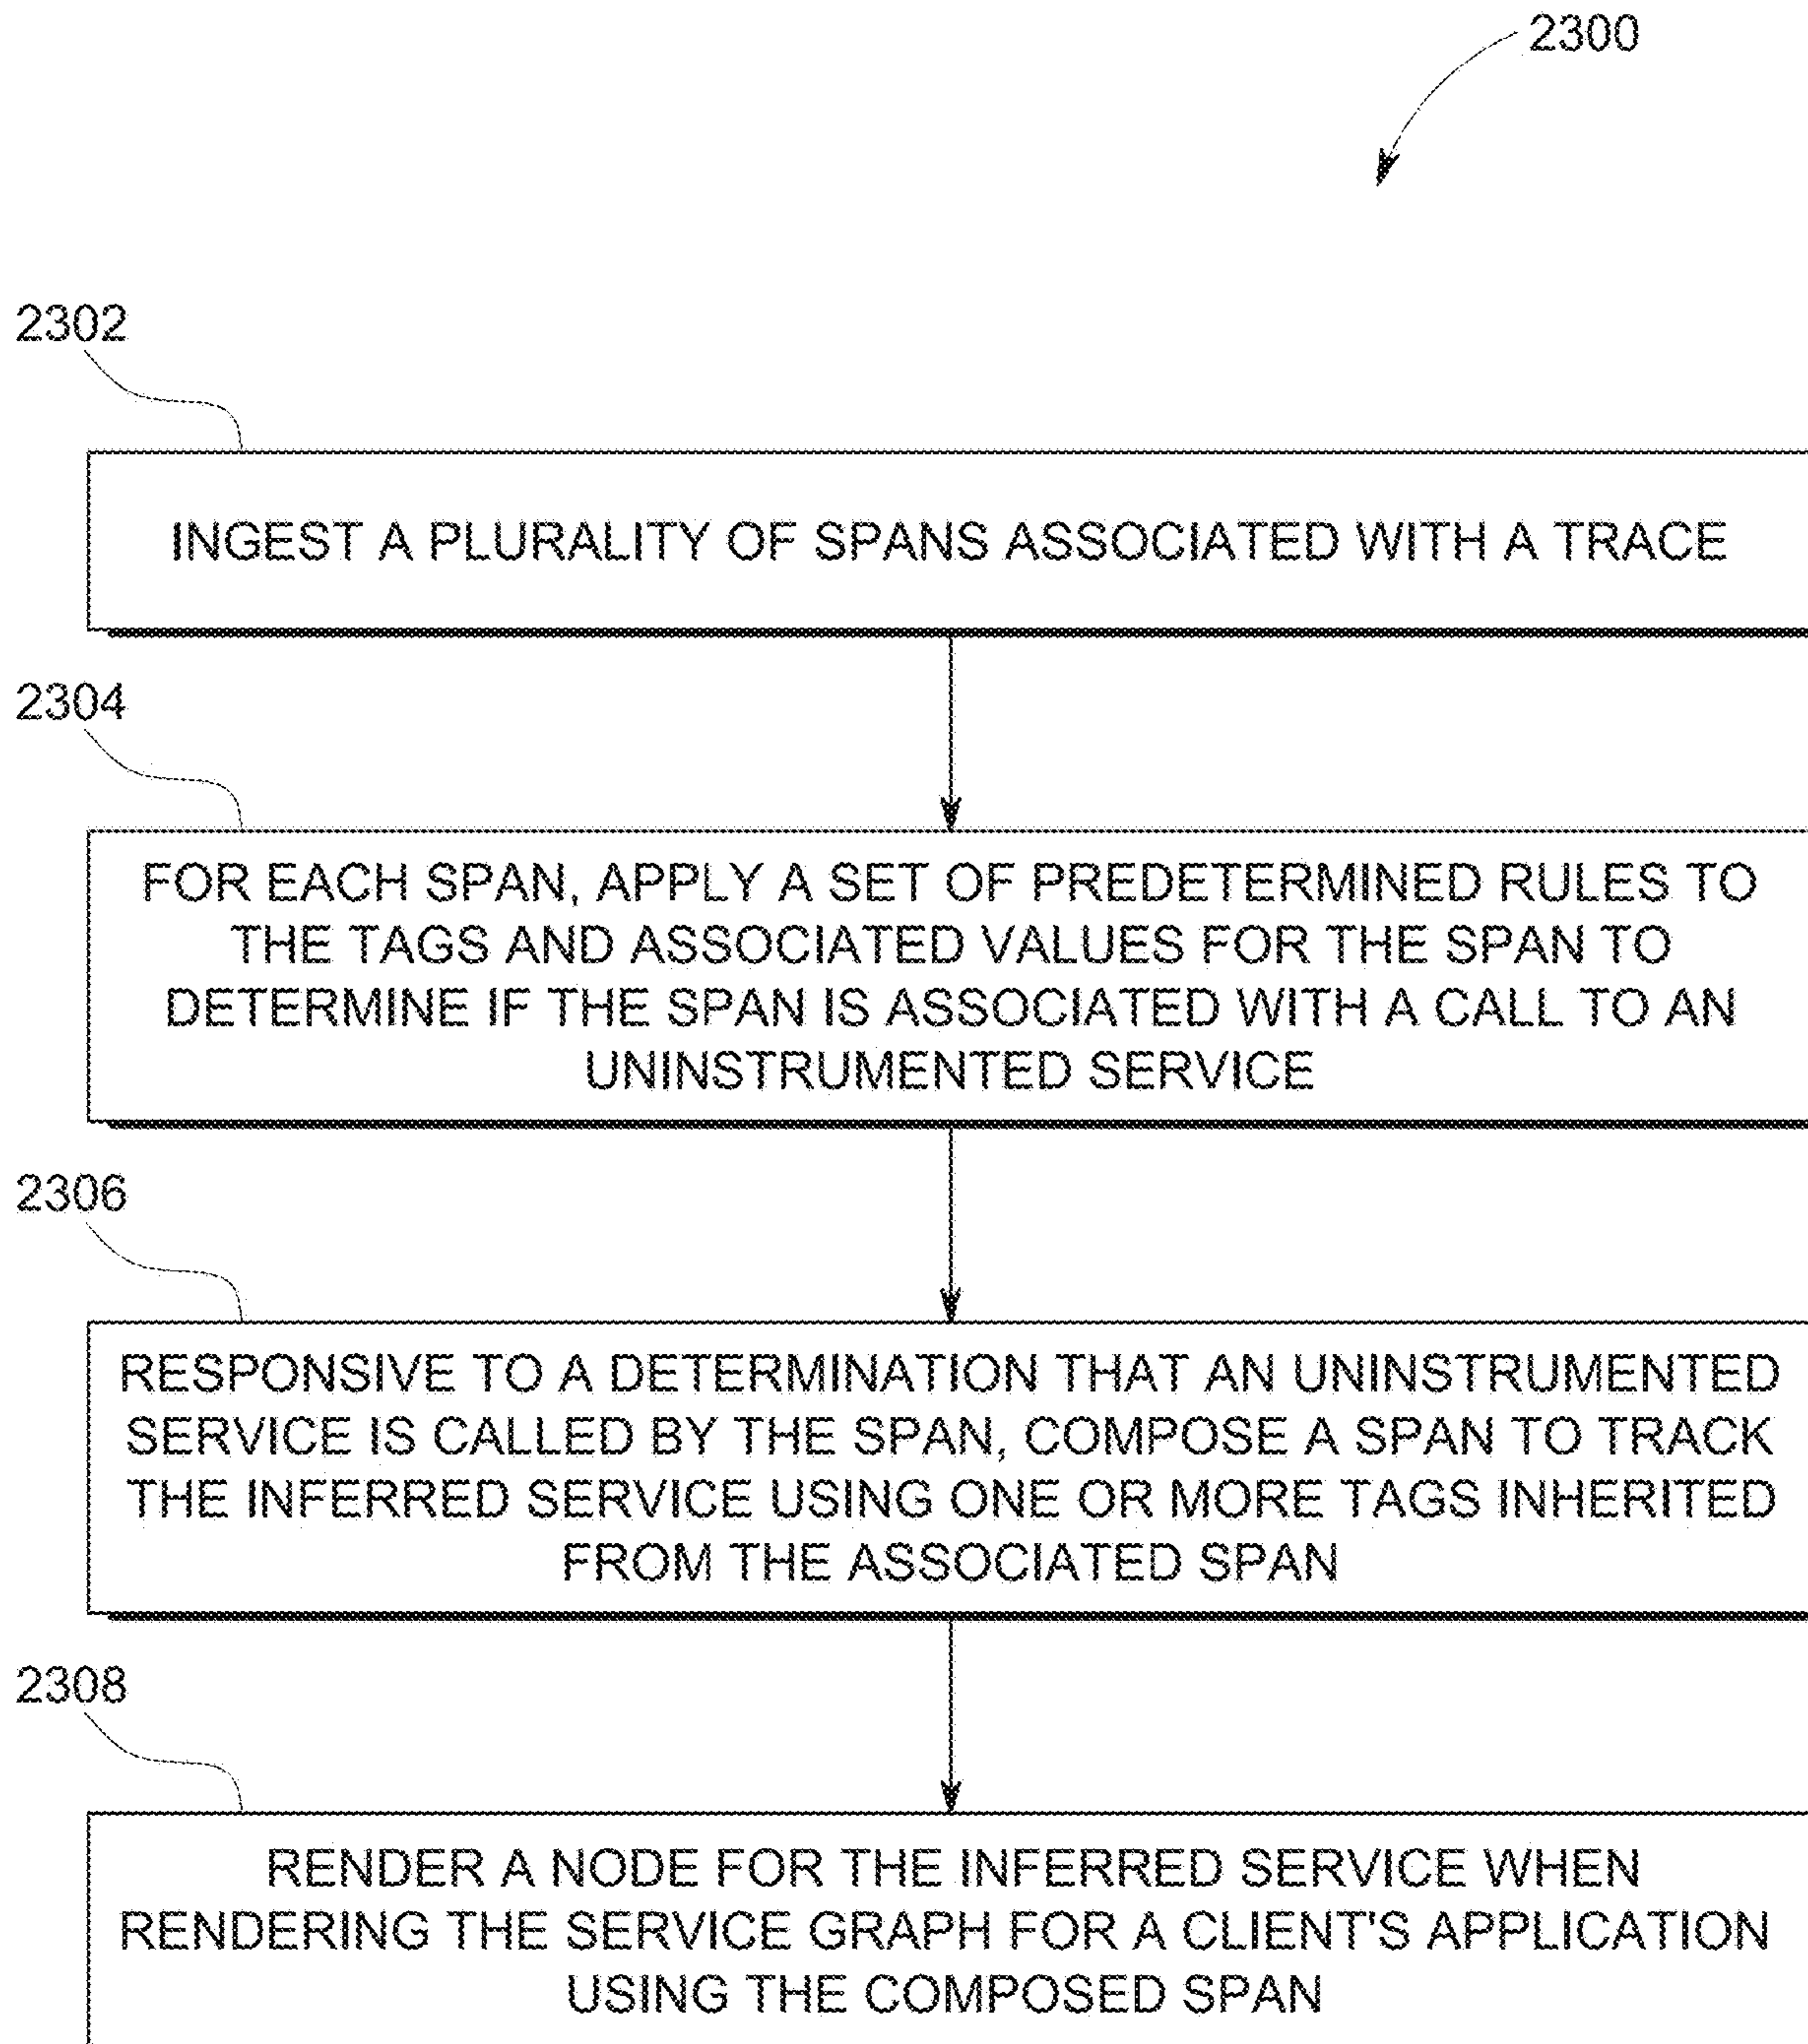 2300
2302
INGEST A PLURALITY OF SPANS ASSOCIATED WITH A TRACE
2304
FOR EACH SPAN, APPLY A SET OF PREDETERMINED RULES TO
THE TAGS AND ASSOCIATED VALUES FOR THE SPAN TO
DETERMINE IF THE SPAN IS ASSOCIATED WITH A CALL TO AN
UNINSTRUMENTED SERVICE
2306
RESPONSIVE TO A DETERMINATION THAT AN UNINSTRUMENTED
SERVICE IS CALLED BY THE SPAN, COMPOSE A SPAN TO TRACK
THE INFERRED SERVICE USING ONE OR MORE TAGS INHERITED
FROM THE ASSOCIATED SPAN
2308
RENDER A NODE FOR THE INFERRED SERVICE WHEN
RENDERING THE SERVICE GRAPH FOR A CLIENT'S APPLICATION
USING THE COMPOSED SPAN